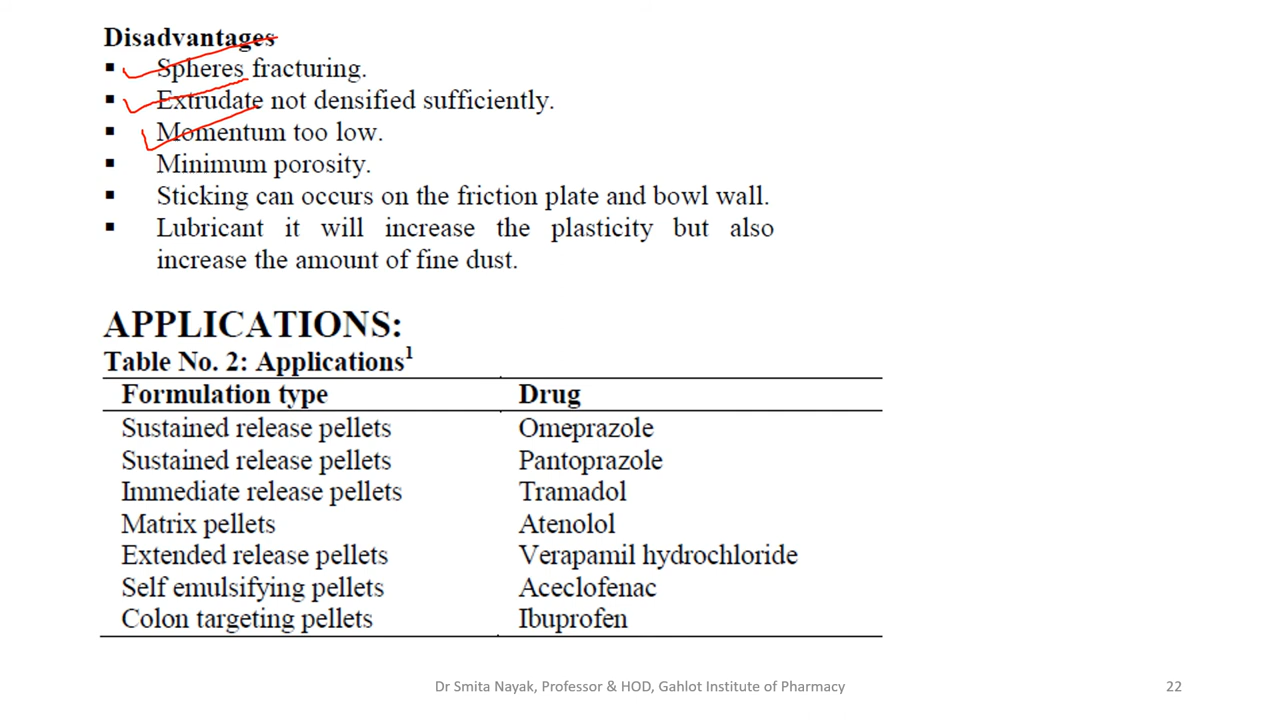 Disadvantages
▪ Spheres fracturing.
▪ Extrudate not densified sufficiently.
▪ Momentum too low.
▪ Minimum porosity.
▪ Sticking can occurs on the friction plate and bowl wall.
▪ Lubricant it will increase the plasticity but also
increase the amount of fine dust.
APPLICATIONS:
Table No. 2: Applications1
Formulation type Drug
Sustained release pellets Omeprazole
Sustained release pellets Pantoprazole
Immediate release pellets Tramadol
Matrix pellets Atenolol
Extended release pellets Verapamil hydrochloride
Self emulsifying pellets Aceclofenac
Colon targeting pellets Ibuprofen
Dr Smita Nayak, Professor & HOD, Gahlot Institute of Pharmacy 22